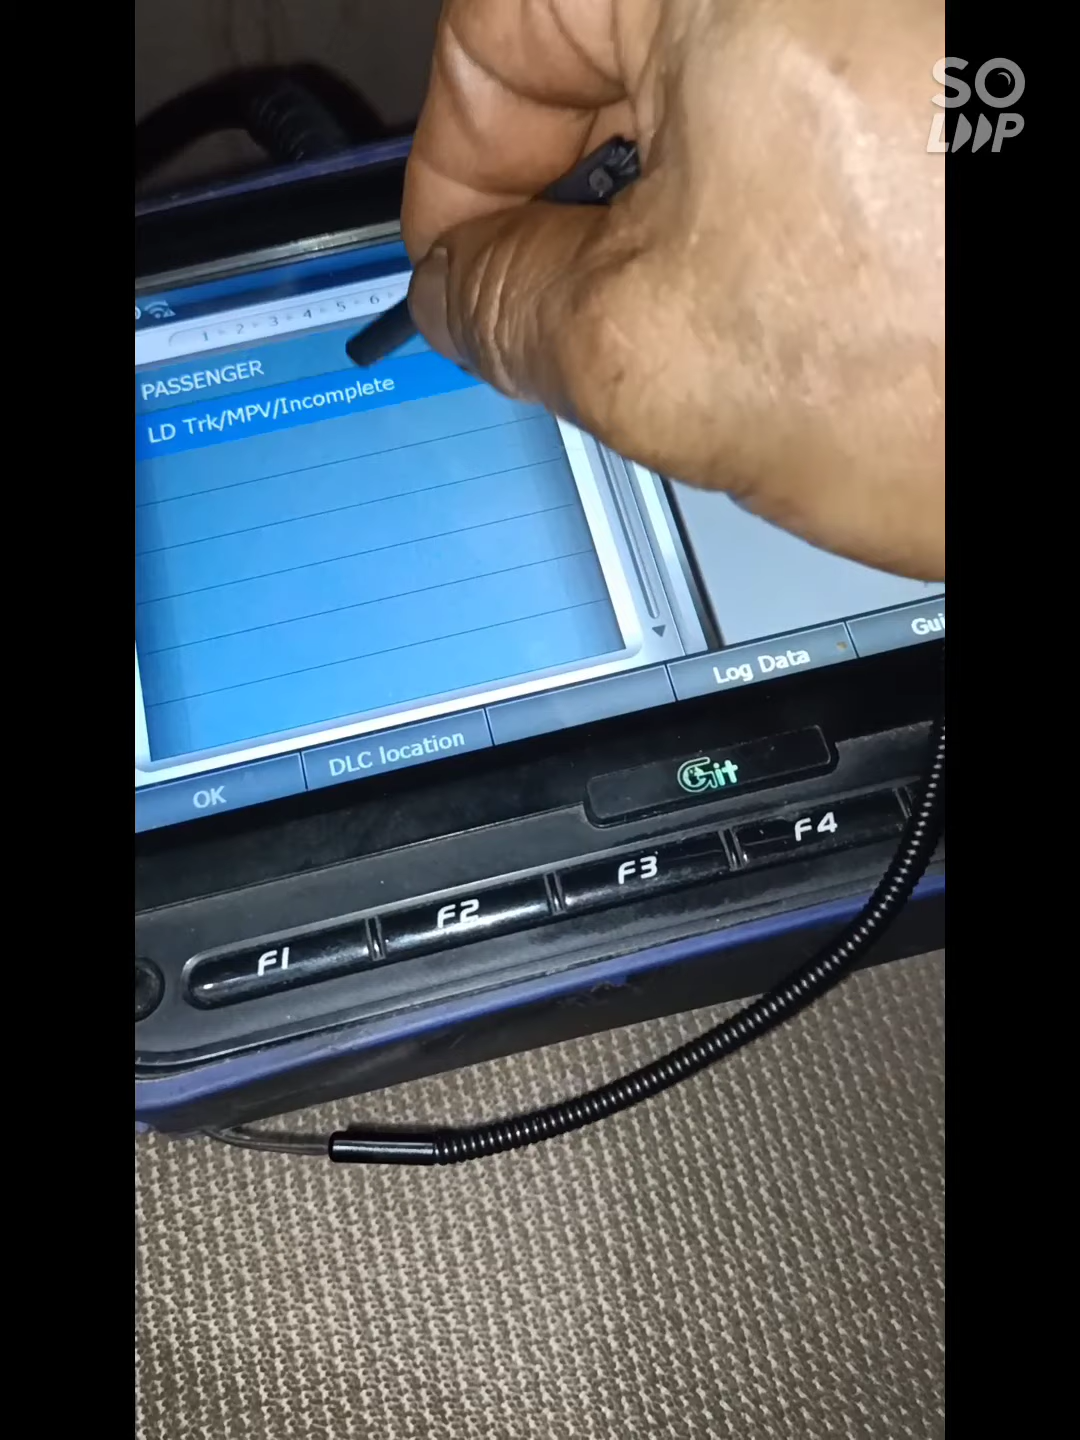 SO
LOOP
1 2 3 4 5 6
PASSENGER
LD Trk/MPV/Incomplete
Log Data
DLC location
OK
Git
F1
F2
F3
F4